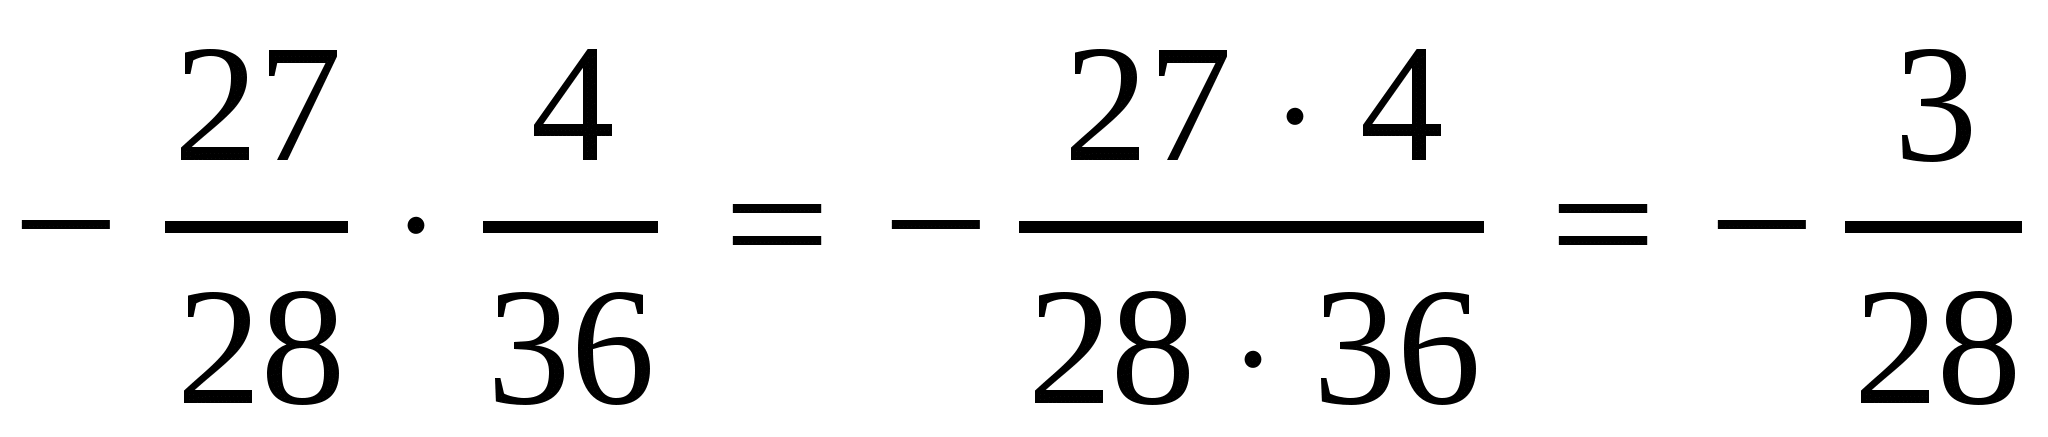 − 27/28 · 4/36 = − 27 · 4/28 · 36 = − 3/28